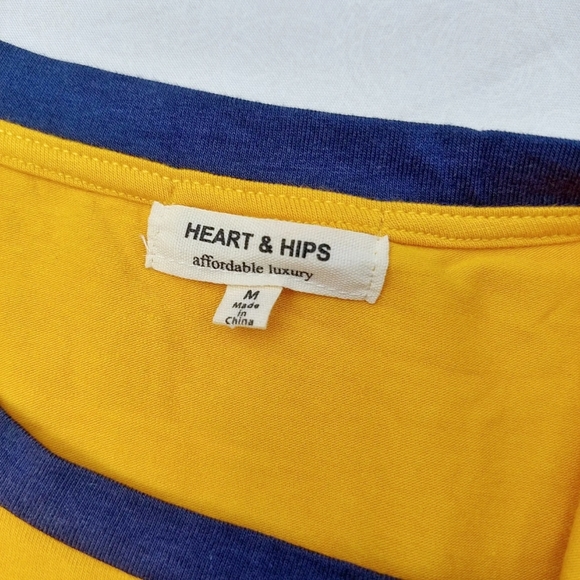 HEART & HIPS
affordable luxury
M
Made
in
China